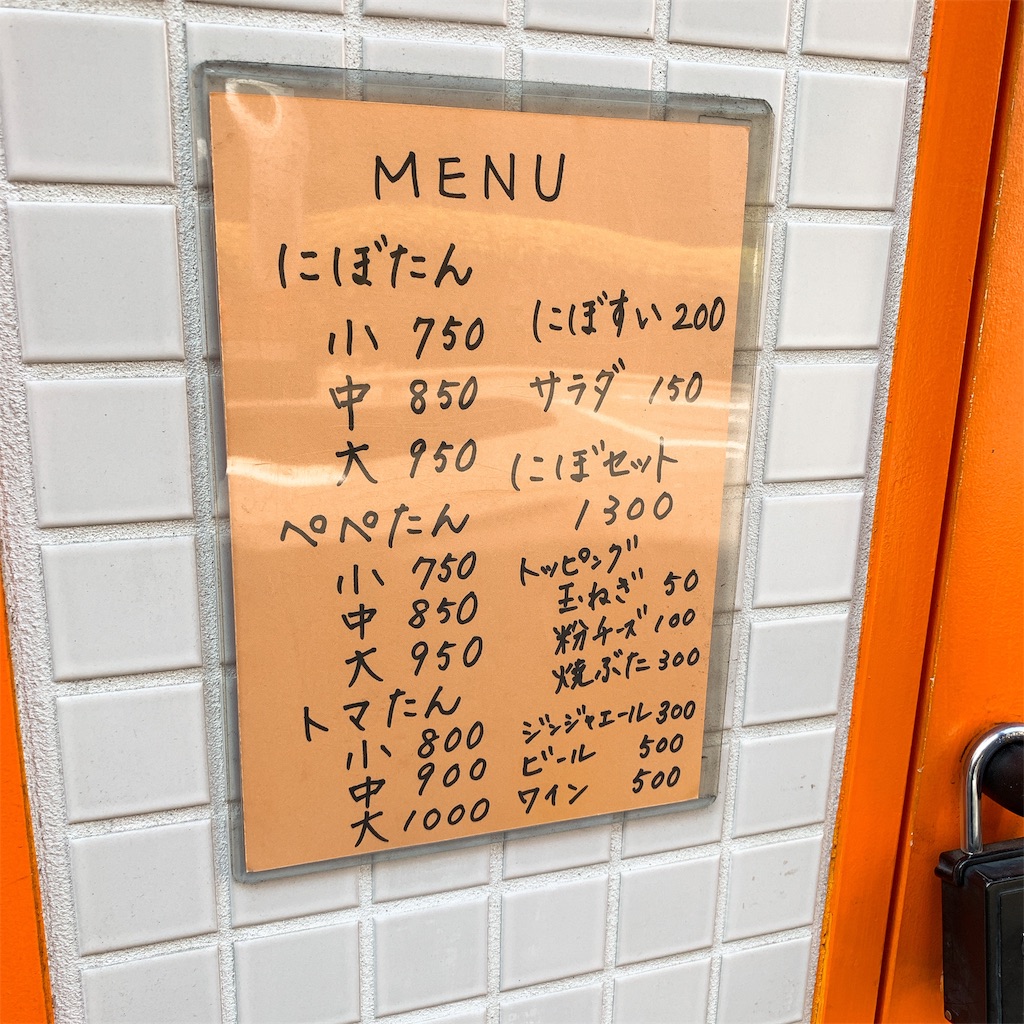 MENU
にぼたん
小 750
中 850
大 950
ペペたん
小 750
中 850
大 950
トマたん
小 800
中 900
大 1000
にぼすい 200
サラダ 150
にぼセット
1300
トッピング
玉ねぎ 50
粉チーズ 100
焼ぶた 300
ジンジャエール 300
ビール 500
ワイン 500